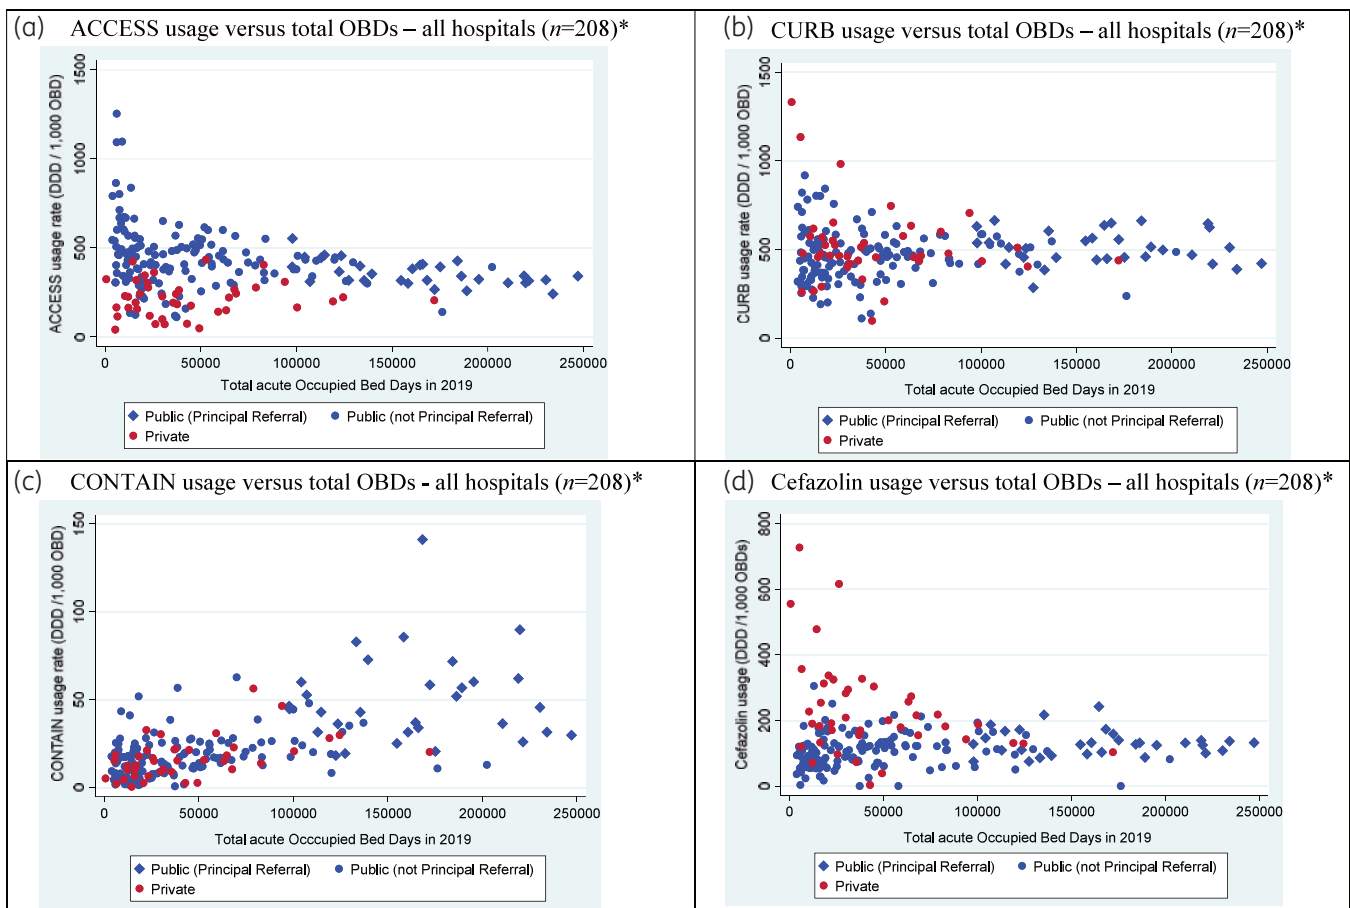 (a) ACCESS usage versus total OBDs – all hospitals (n=208)*
1500
1000
500
0
ACCESS usage rate (DDD / 1,000 OBD)
0 50000 100000 150000 200000 250000
Total acute Occupied Bed Days in 2019
Public (Principal Referral) Public (not Principal Referral)
Private
(b) CURB usage versus total OBDs – all hospitals (n=208)*
1500
1000
500
0
CURB usage rate (DDD / 1,000 OBD)
0 50000 100000 150000 200000 250000
Total acute Occupied Bed Days in 2019
Public (Principal Referral) Public (not Principal Referral)
Private
(c) CONTAIN usage versus total OBDs - all hospitals (n=208)*
150
100
50
0
CONTAIN usage rate (DDD /1,000 OBD)
0 50000 100000 150000 200000 250000
Total acute Occcupied Bed Days in 2019
Public (Principal Referral) Public (not Principal Referral)
Private
(d) Cefazolin usage versus total OBDs – all hospitals (n=208)*
800
600
400
200
0
Cefazolin usage (DDD /1,000 OBDs)
0 50000 100000 150000 200000 250000
Total acute Occupied Bed Days in 2019
Public (Principal Referral) Public (not Principal Referral)
Private